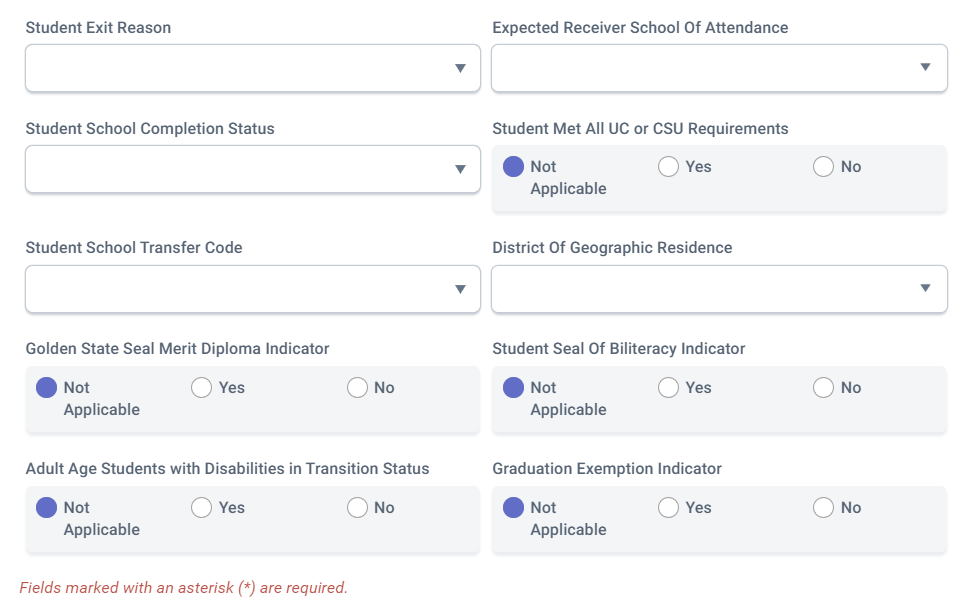 Student Exit Reason
Expected Receiver School Of Attendance
Student School Completion Status
Student Met All UC or CSU Requirements
Not Applicable
Yes
No
Student School Transfer Code
District Of Geographic Residence
Golden State Seal Merit Diploma Indicator
Not Applicable
Yes
No
Student Seal Of Biliteracy Indicator
Not Applicable
Yes
No
Adult Age Students with Disabilities in Transition Status
Not Applicable
Yes
No
Graduation Exemption Indicator
Not Applicable
Yes
No
Fields marked with an asterisk (*) are required.